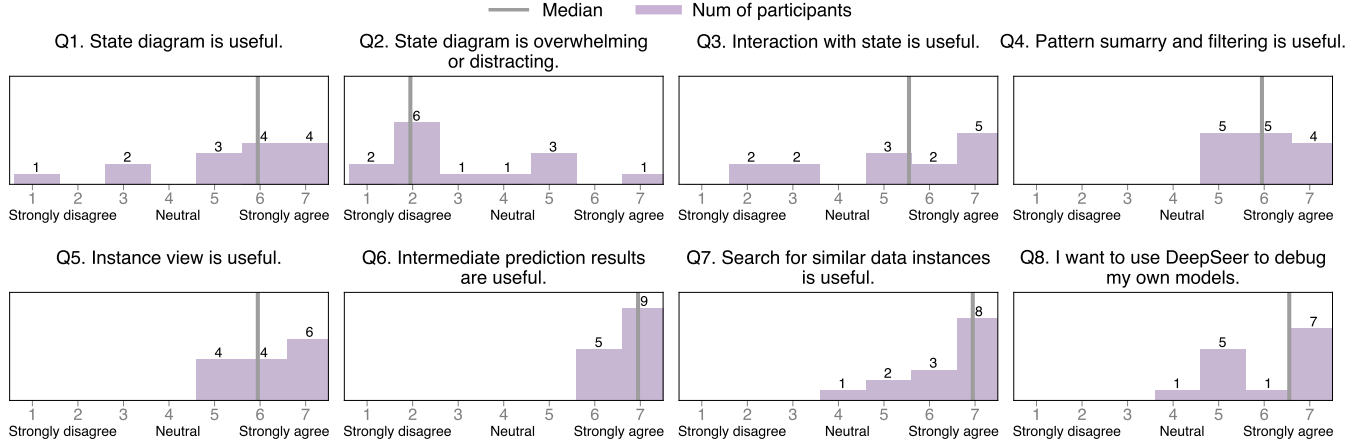 Median Num of participants
Q1. State diagram is useful.
Q2. State diagram is overwhelming
or distracting.
Q3. Interaction with state is useful.
Q4. Pattern sumarry and filtering is useful.
1 2 3 4 4
1 2 3 4 5 6 7
Strongly disagree Neutral Strongly agree
2 6 1 1 3 1
1 2 3 4 5 6 7
Strongly disagree Neutral Strongly agree
2 2 3 2 5
1 2 3 4 5 6 7
Strongly disagree Neutral Strongly agree
5 5 4
1 2 3 4 5 6 7
Strongly disagree Neutral Strongly agree
Q5. Instance view is useful.
Q6. Intermediate prediction results
are useful.
Q7. Search for similar data instances
is useful.
Q8. I want to use DeepSeer to debug
my own models.
4 4 6
1 2 3 4 5 6 7
Strongly disagree Neutral Strongly agree
5 9
1 2 3 4 5 6 7
Strongly disagree Neutral Strongly agree
1 2 3 8
1 2 3 4 5 6 7
Strongly disagree Neutral Strongly agree
1 5 1 7
1 2 3 4 5 6 7
Strongly disagree Neutral Strongly agree